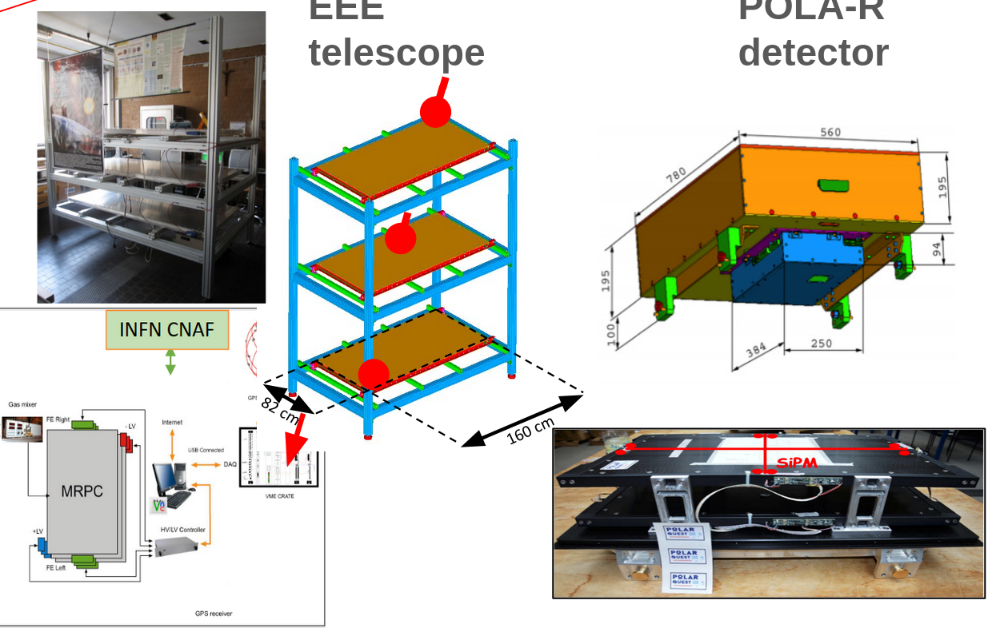 EEE
telescope
POLA-R
detector
560
780
195
94
195
100
384
250
82 cm
160 cm
INFN CNAF
Gas mixer
FE Right
- LV
Internet
USB Connected
DAQ
MRPC
VME CRATE
+LV
HV/LV Controller
FE Left
GPS receiver
SiPM
POLAR
QUEST
POLAR
QUEST
POLAR
QUEST